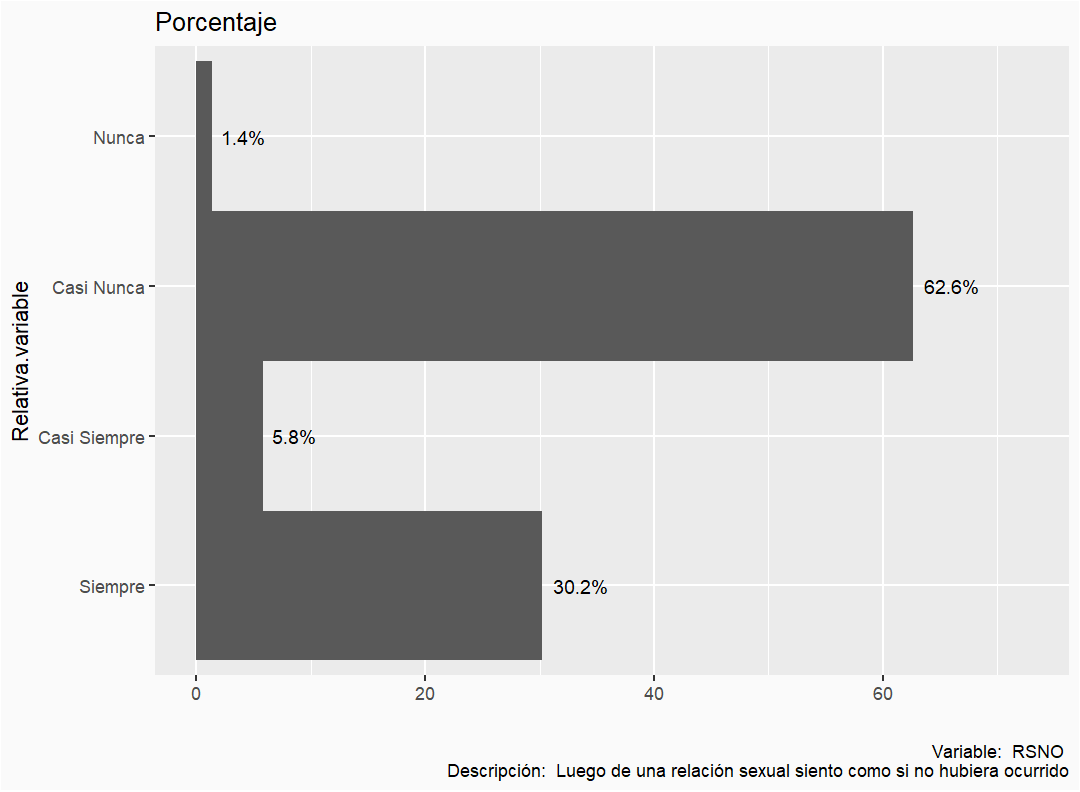 Porcentaje
Relativa.variable
Nunca
1.4%
Casi Nunca
62.6%
Casi Siempre
5.8%
Siempre
30.2%
0 20 40 60
Variable: RSNO
Descripción: Luego de una relación sexual siento como si no hubiera ocurrido